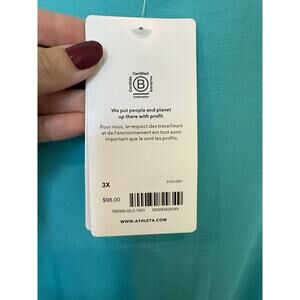 Certified
B
Corporation
We put people and planet
up there with profit.
Pour nous, le respect des travailleurs
et de l'environnement est tout aussi
important que le sont les profits.
3X
$98.00
WWW.ATHLETA.COM